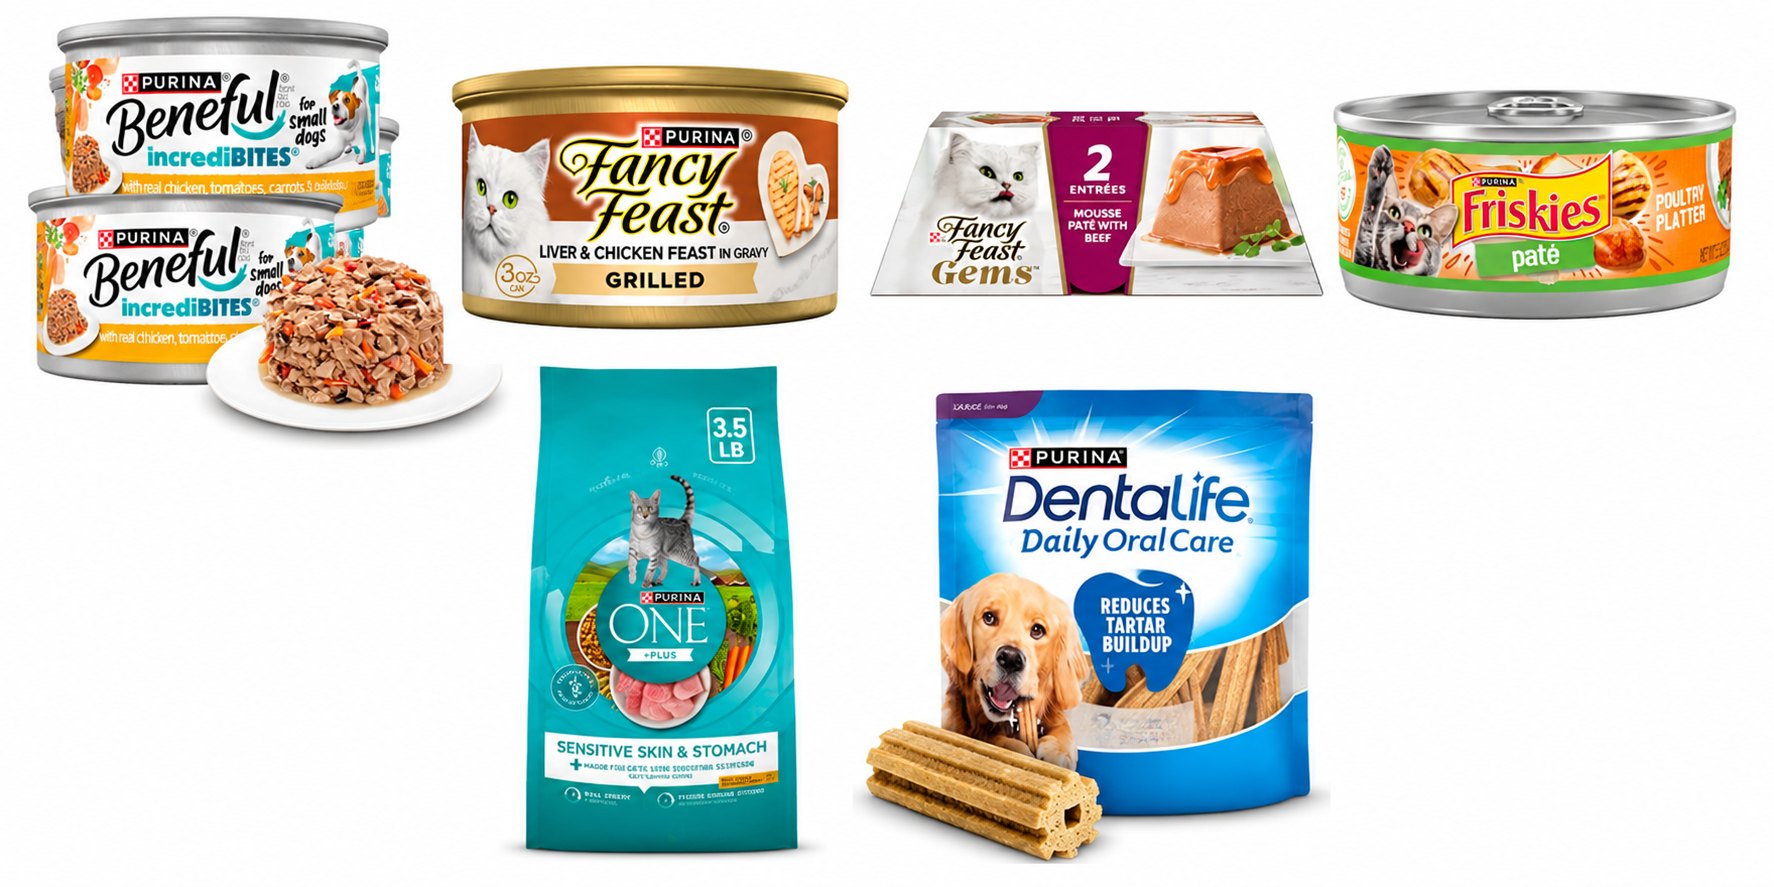 PURINA
Beneful
for
small
dogs
incrediBITES
with real chicken, tomatoes, carrots &
PURINA
Beneful
for
small
dogs
incrediBITES
with real
PURINA
Fancy
Feast
LIVER & CHICKEN FEAST IN GRAVY
GRILLED
3oz
CAN
2
ENTRÉES
MOUSSE
PATÉ WITH
BEEF
Fancy
Feast
Gems
PURINA
Friskies
paté
POULTRY
PLATTER
3.5
LB
PURINA
ONE
+PLUS
SENSITIVE SKIN & STOMACH
PURINA
DentaLife
Daily Oral Care
REDUCES
TARTAR
BUILDUP